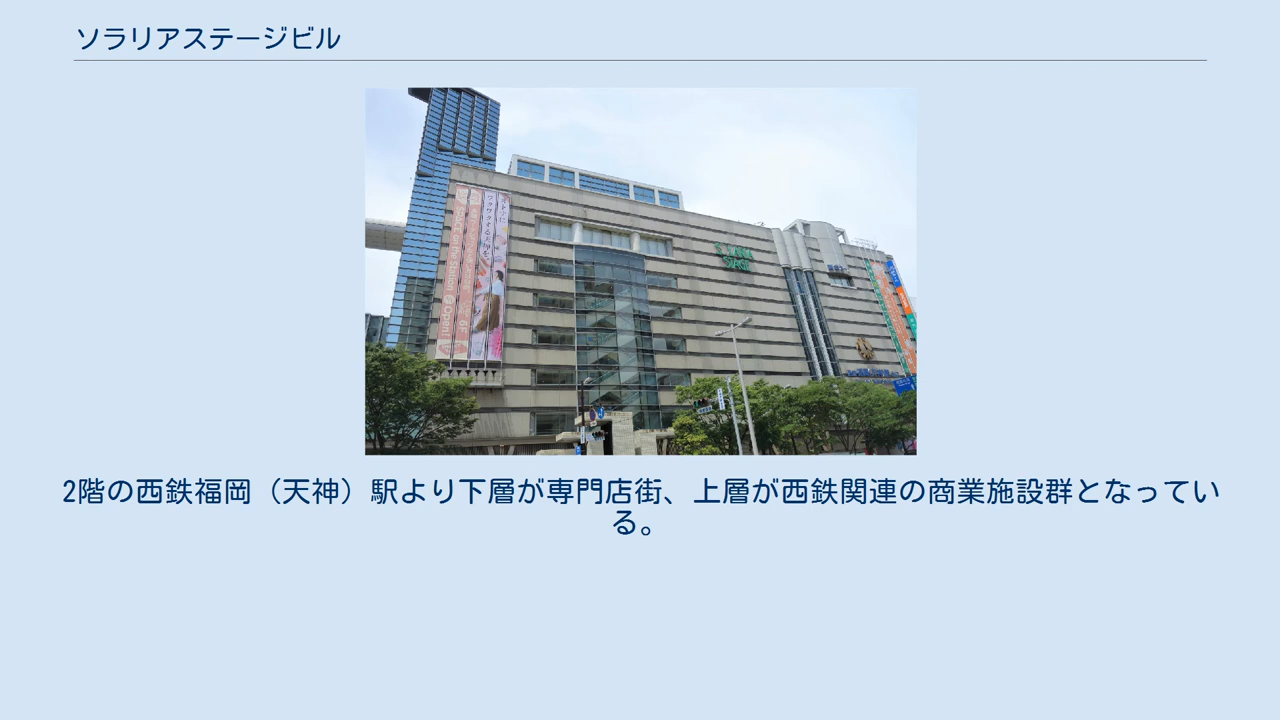 ソラリアステージビル
STAGE
2階の西鉄福岡（天神）駅より下層が専門店街、上層が西鉄関連の商業施設群となってい
る。